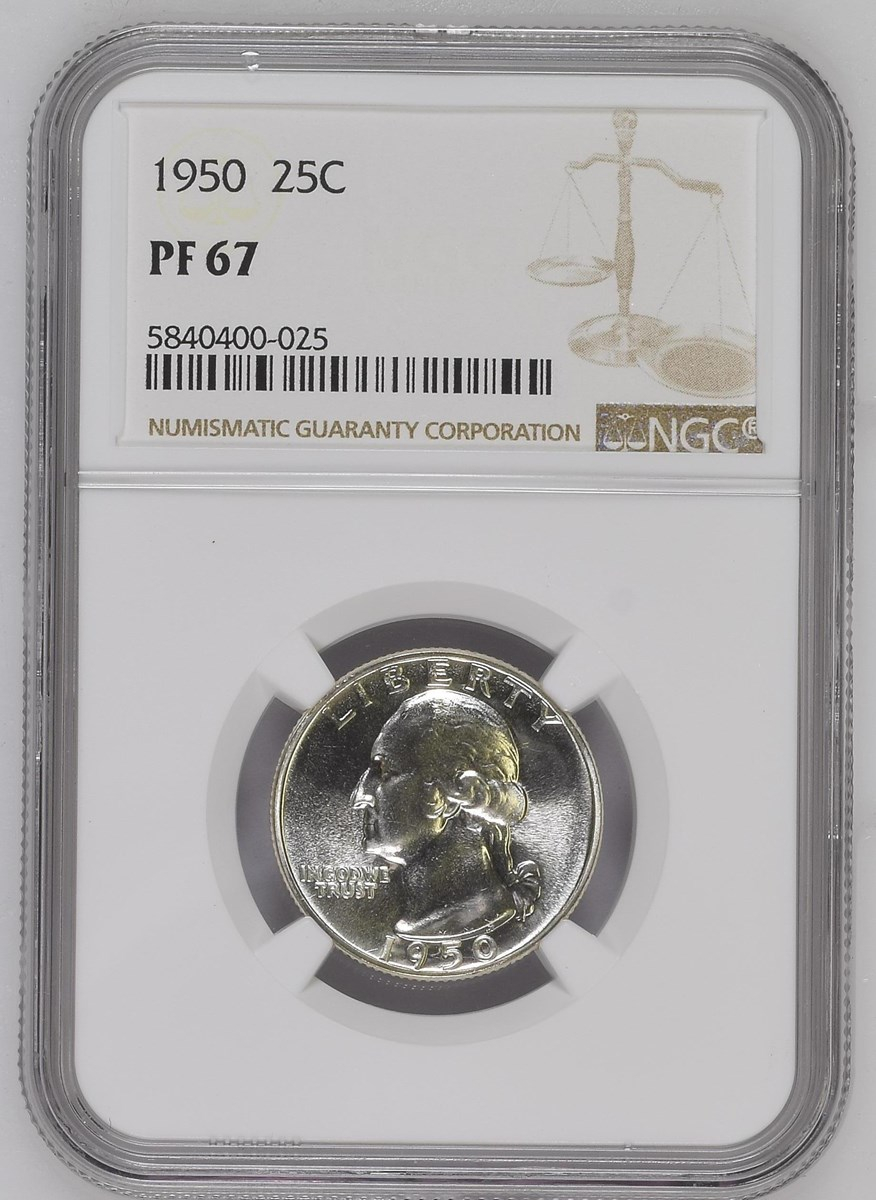 1950 25C
PF 67
5840400-025
NUMISMATIC GUARANTY CORPORATION
NGC®
LIBERTY
IN GOD WE
TRUST
1950